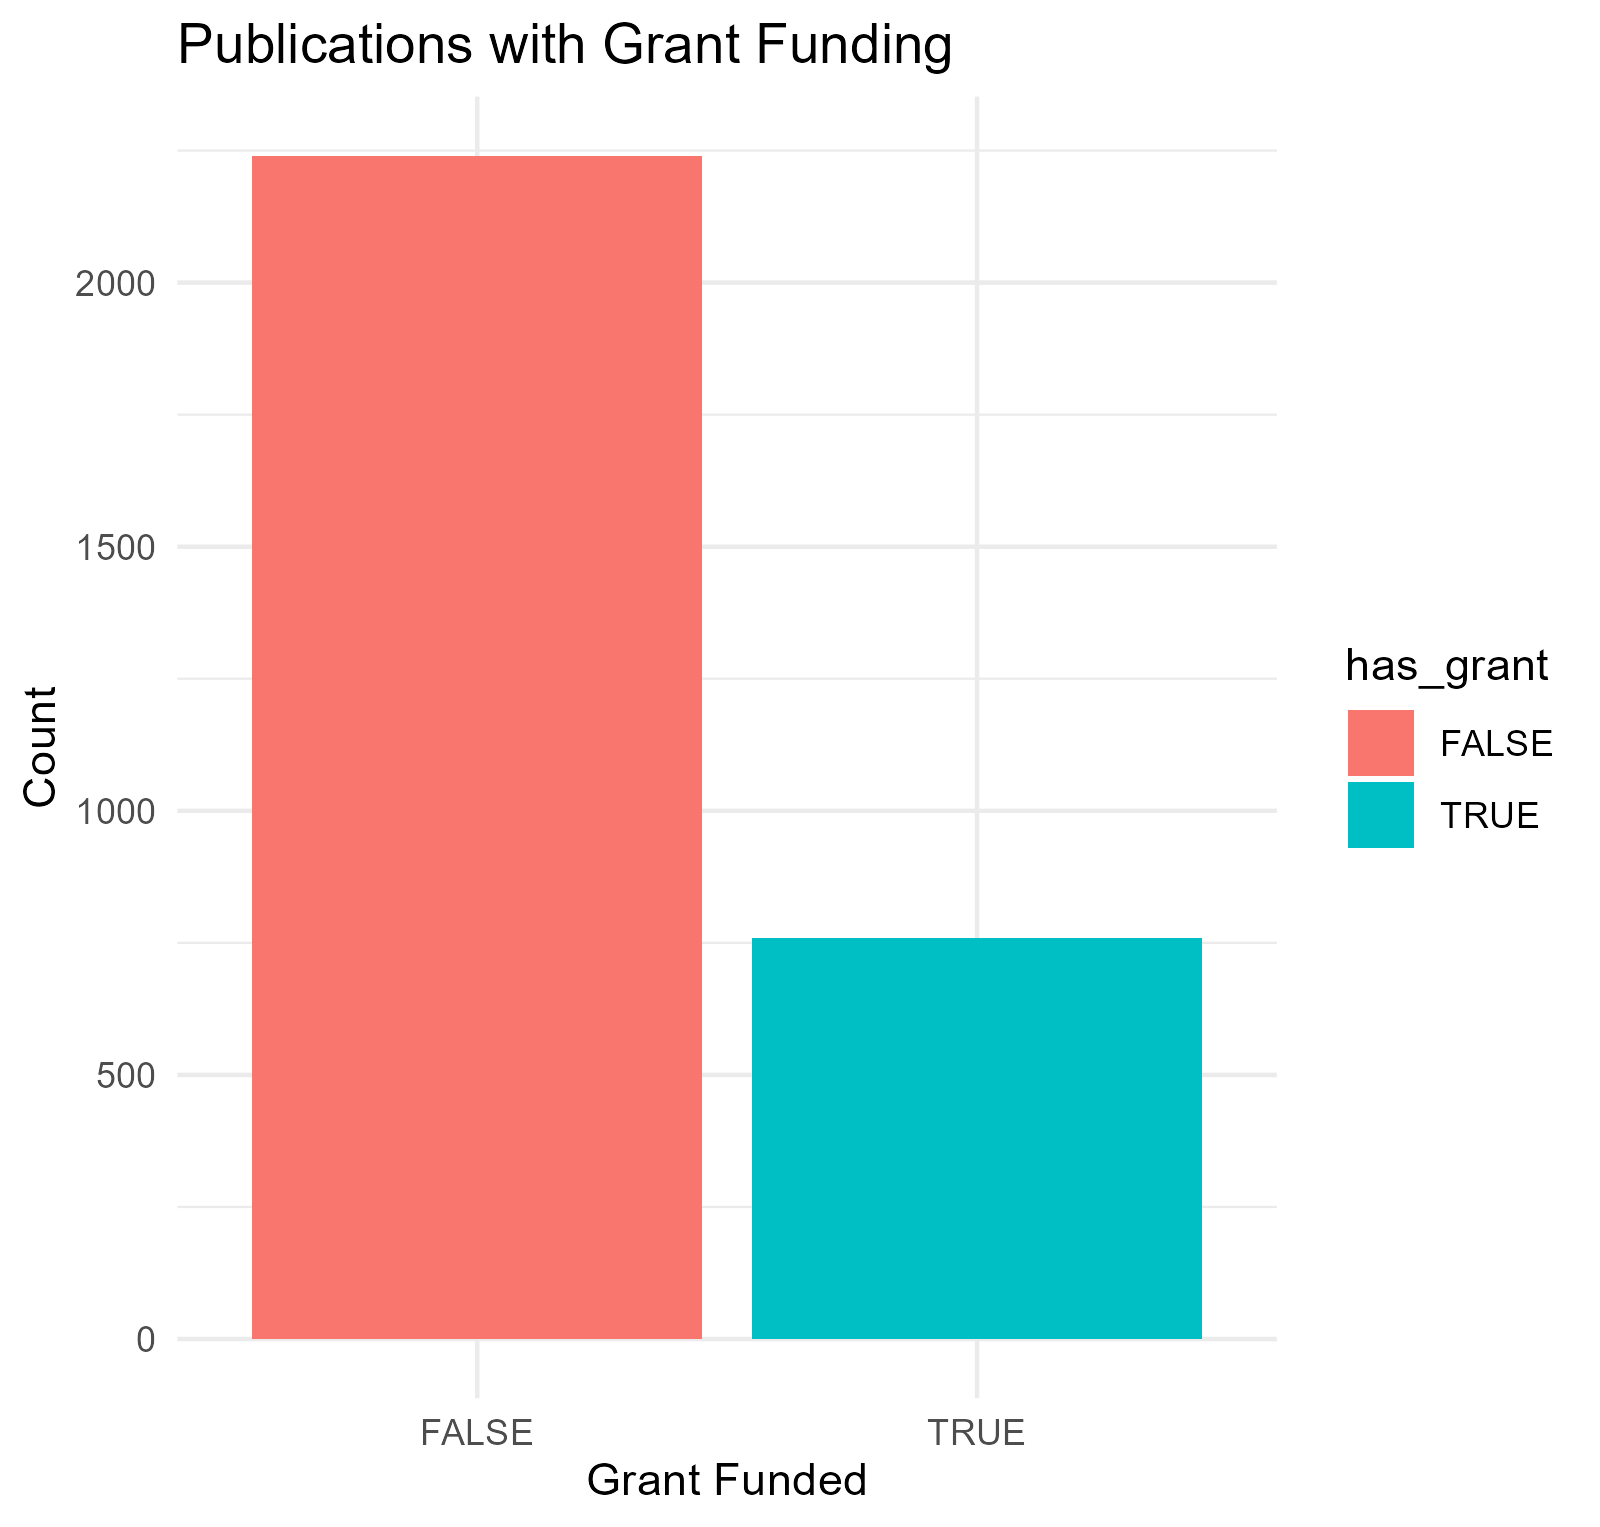 Publications with Grant Funding
2000
1500
1000
500
0
Count
FALSE
TRUE
Grant Funded
has_grant
FALSE
TRUE